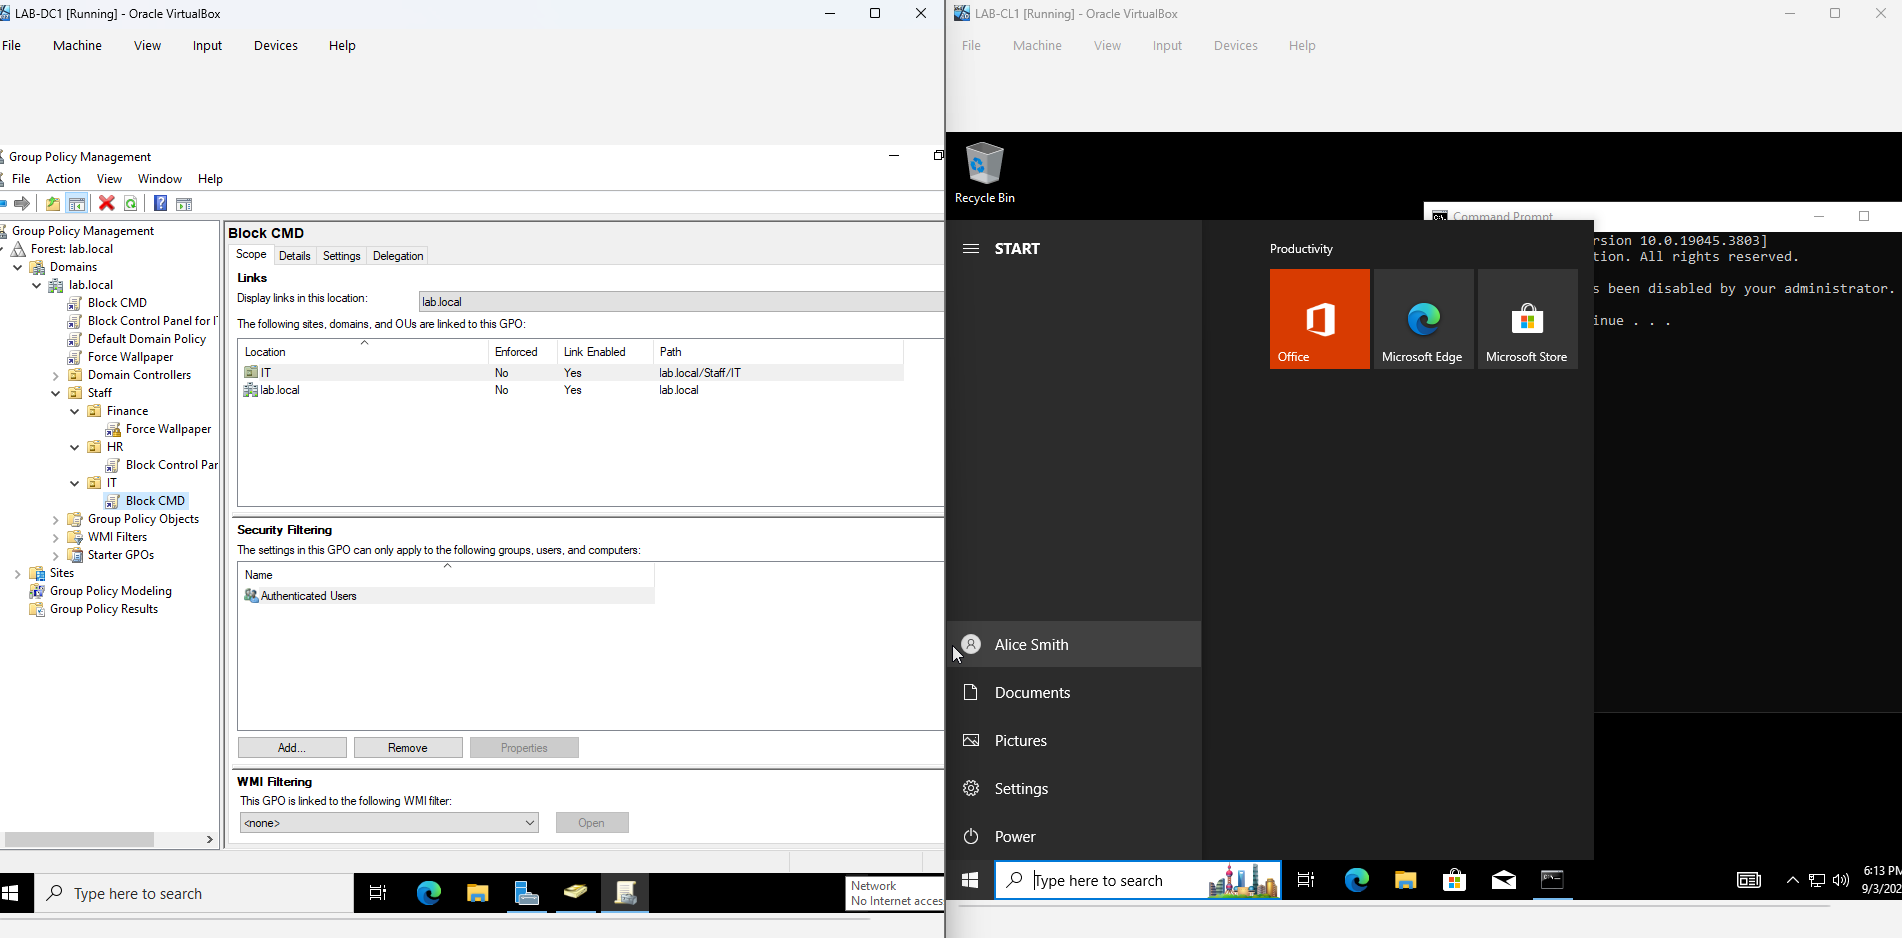 LAB-DC1 [Running] - Oracle VirtualBox
File Machine View Input Devices Help
Group Policy Management
File Action View Window Help
Group Policy Management
Forest: lab.local
Domains
lab.local
Block CMD
Block Control Panel for I
Default Domain Policy
Force Wallpaper
Domain Controllers
Staff
Finance
Force Wallpaper
HR
Block Control Par
IT
Block CMD
Group Policy Objects
WMI Filters
Starter GPOs
Sites
Group Policy Modeling
Group Policy Results
Block CMD
Scope Details Settings Delegation
Links
Display links in this location: lab.local
The following sites, domains, and OUs are linked to this GPO:
Location Enforced Link Enabled Path
IT No Yes lab.local/Staff/IT
lab.local No Yes lab.local
Security Filtering
The settings in this GPO can only apply to the following groups, users, and computers:
Name
Authenticated Users
Add... Remove Properties
WMI Filtering
This GPO is linked to the following WMI filter:
<none> Open
Type here to search
Network
No Internet acces
LAB-CL1 [Running] - Oracle VirtualBox
File Machine View Input Devices Help
Recycle Bin
Command Prompt
rsion 10.0.19045.3803]
tion. All rights reserved.
s been disabled by your administrator.
inue . . .
START
Productivity
Office
Microsoft Edge
Microsoft Store
Alice Smith
Documents
Pictures
Settings
Power
Type here to search
6:13 PM
9/3/202